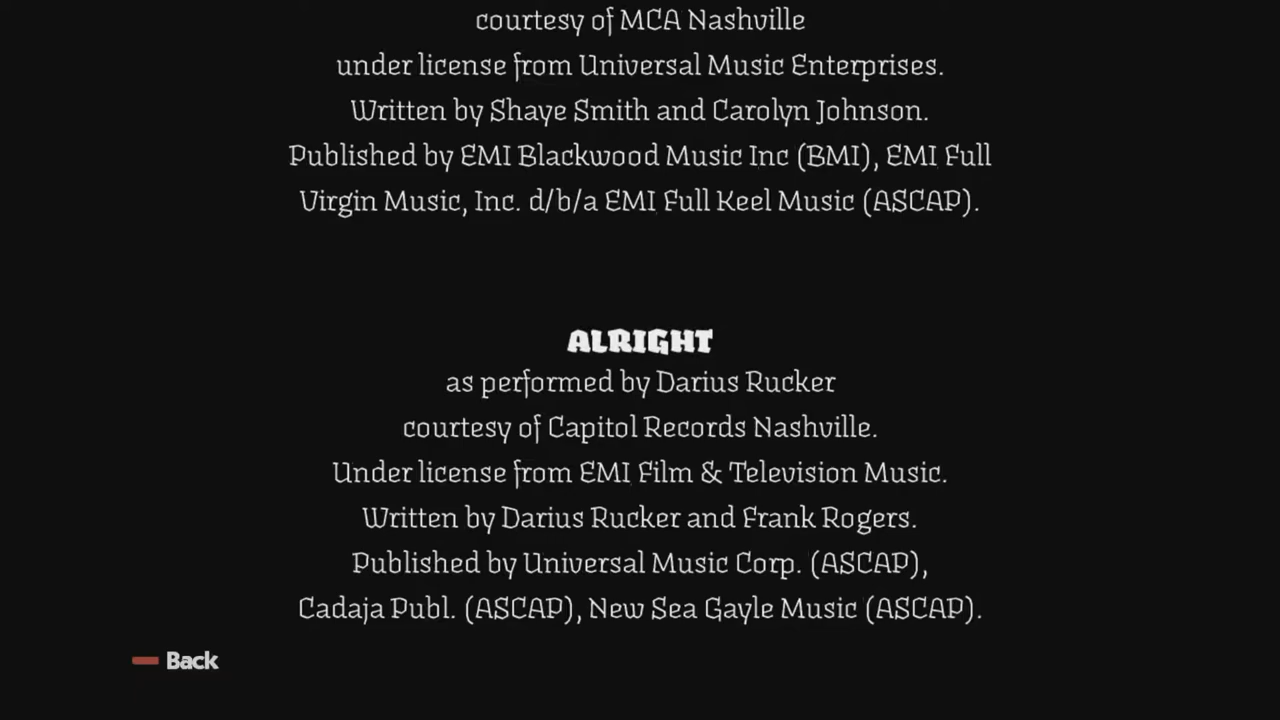 courtesy of MCA Nashville
under license from Universal Music Enterprises.
Written by Shaye Smith and Carolyn Johnson.
Published by EMI Blackwood Music Inc (BMI), EMI Full
Virgin Music, Inc. d/b/a EMI Full Keel Music (ASCAP).
ALRIGHT
as performed by Darius Rucker
courtesy of Capitol Records Nashville.
Under license from EMI Film & Television Music.
Written by Darius Rucker and Frank Rogers.
Published by Universal Music Corp. (ASCAP),
Cadaja Publ. (ASCAP), New Sea Gayle Music (ASCAP).
Back